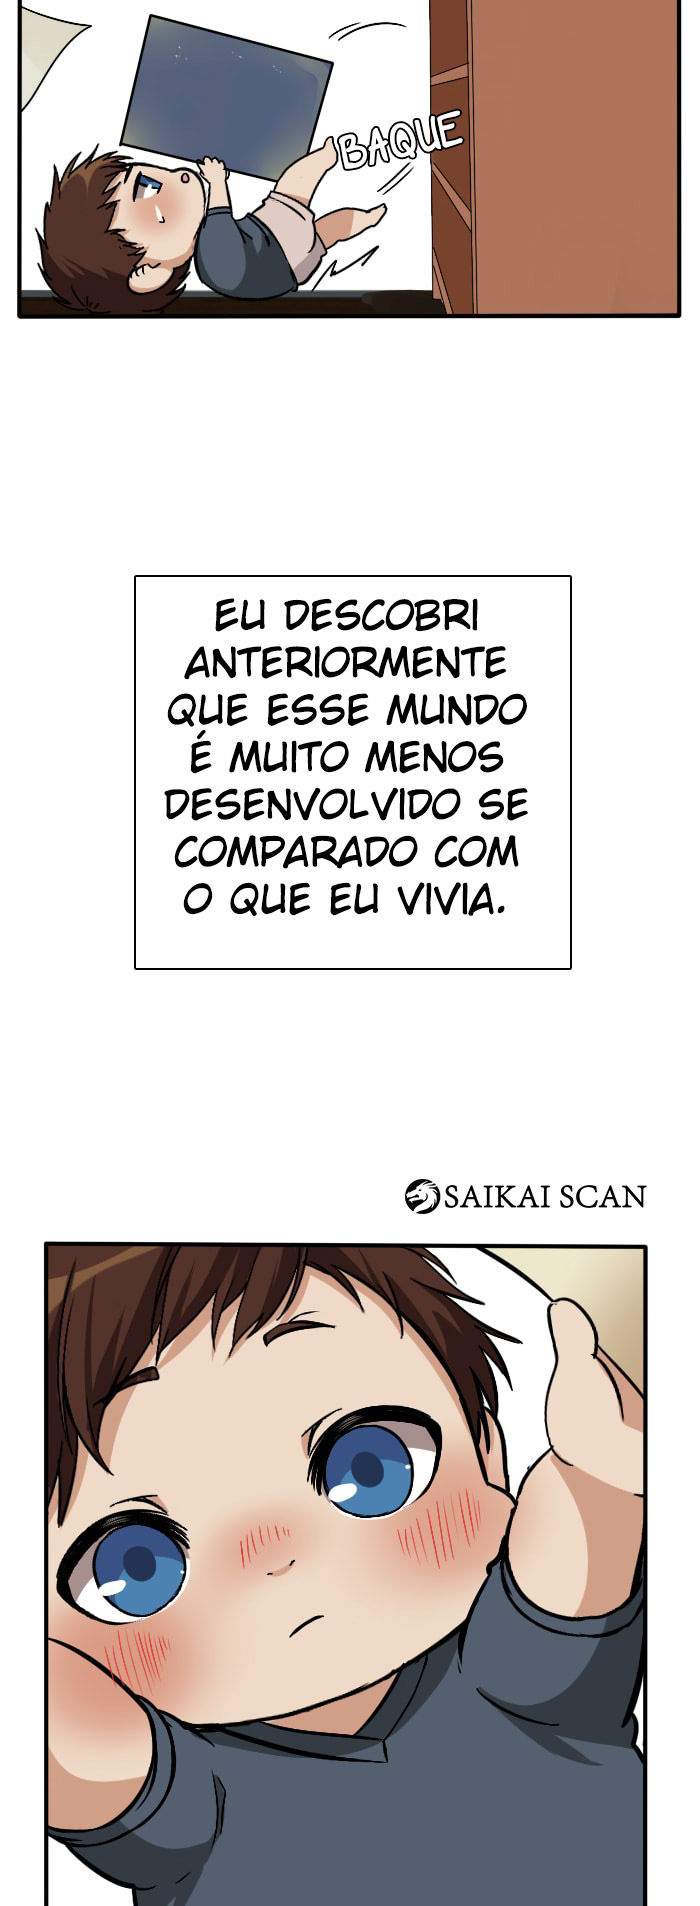 BAQUE
EU DESCOBRI
ANTERIORMENTE
QUE ESSE MUNDO
É MUITO MENOS
DESENVOLVIDO SE
COMPARADO COM
O QUE EU VIVIA.
SAIKAI SCAN